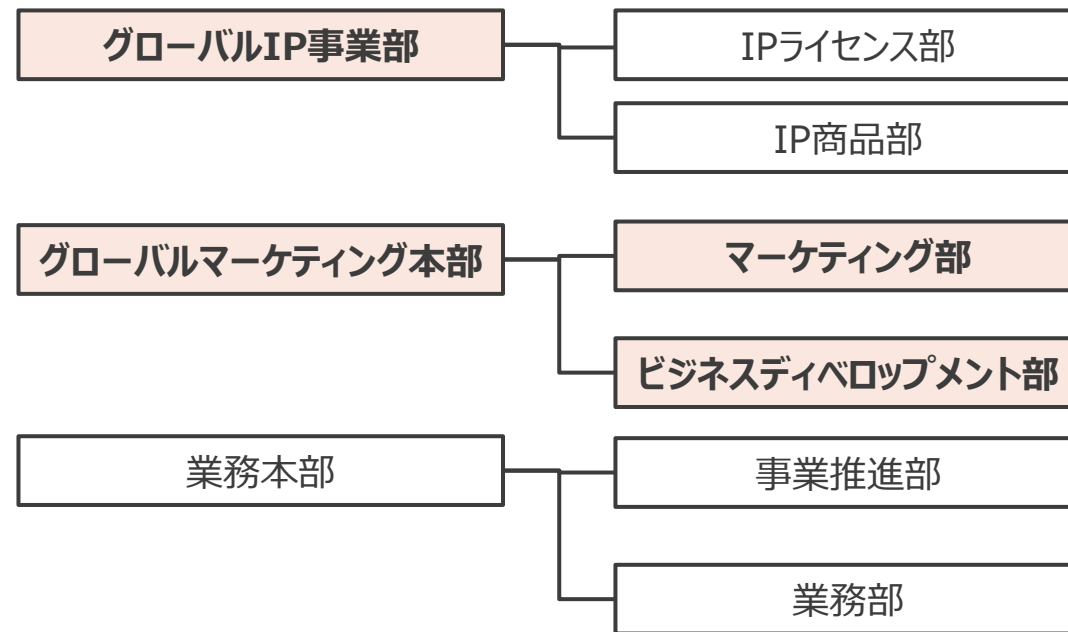 グローバルIP事業部
IPライセンス部
IP商品部
グローバルマーケティング本部
マーケティング部
ビジネスディベロップメント部
業務本部
事業推進部
業務部